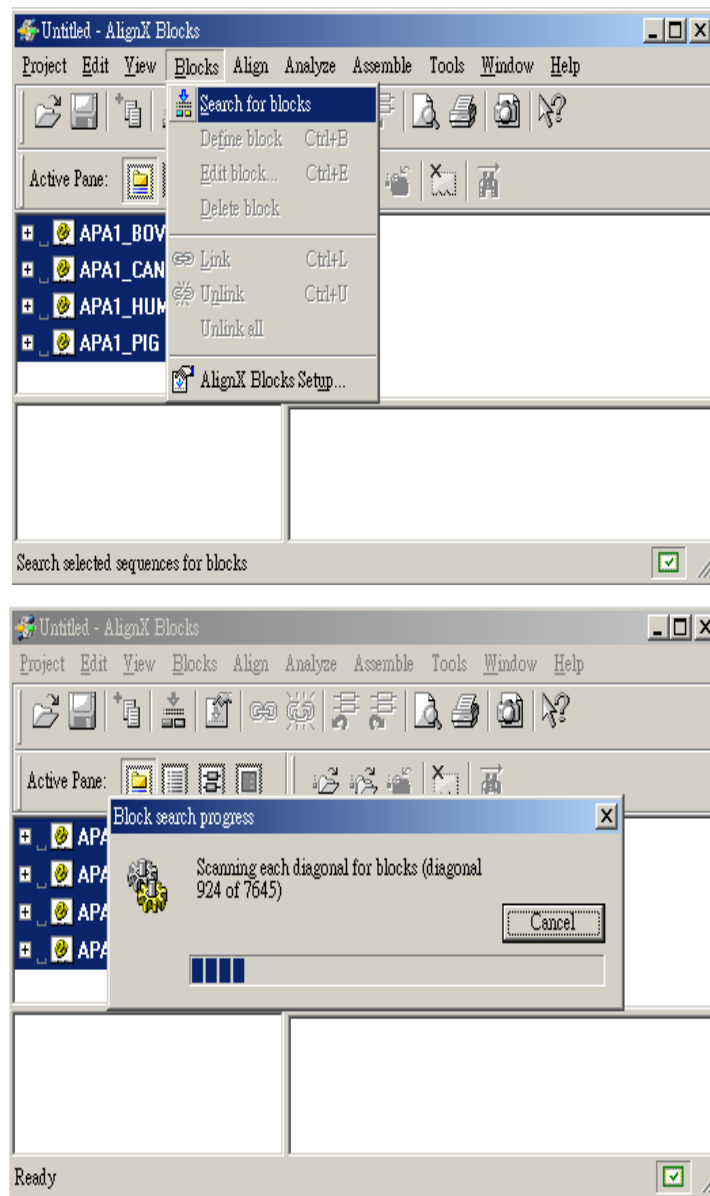 Untitled - AlignX Blocks
Project Edit View Blocks Align Analyze Assemble Tools Window Help
Search for blocks
Define block Ctrl+B
Active Pane:
Edit block... Ctrl+E
Delete block
APA1_BOV
Link Ctrl+L
APA1_CAN
Unlink Ctrl+U
APA1_HUM
Unlink all
APA1_PIG
AlignX Blocks Setup...
Search selected sequences for blocks
Untitled - AlignX Blocks
Project Edit View Blocks Align Analyze Assemble Tools Window Help
Active Pane:
Block search progress
APA
Scanning each diagonal for blocks (diagonal
924 of 7645)
APA
APA
Cancel
APA
Ready